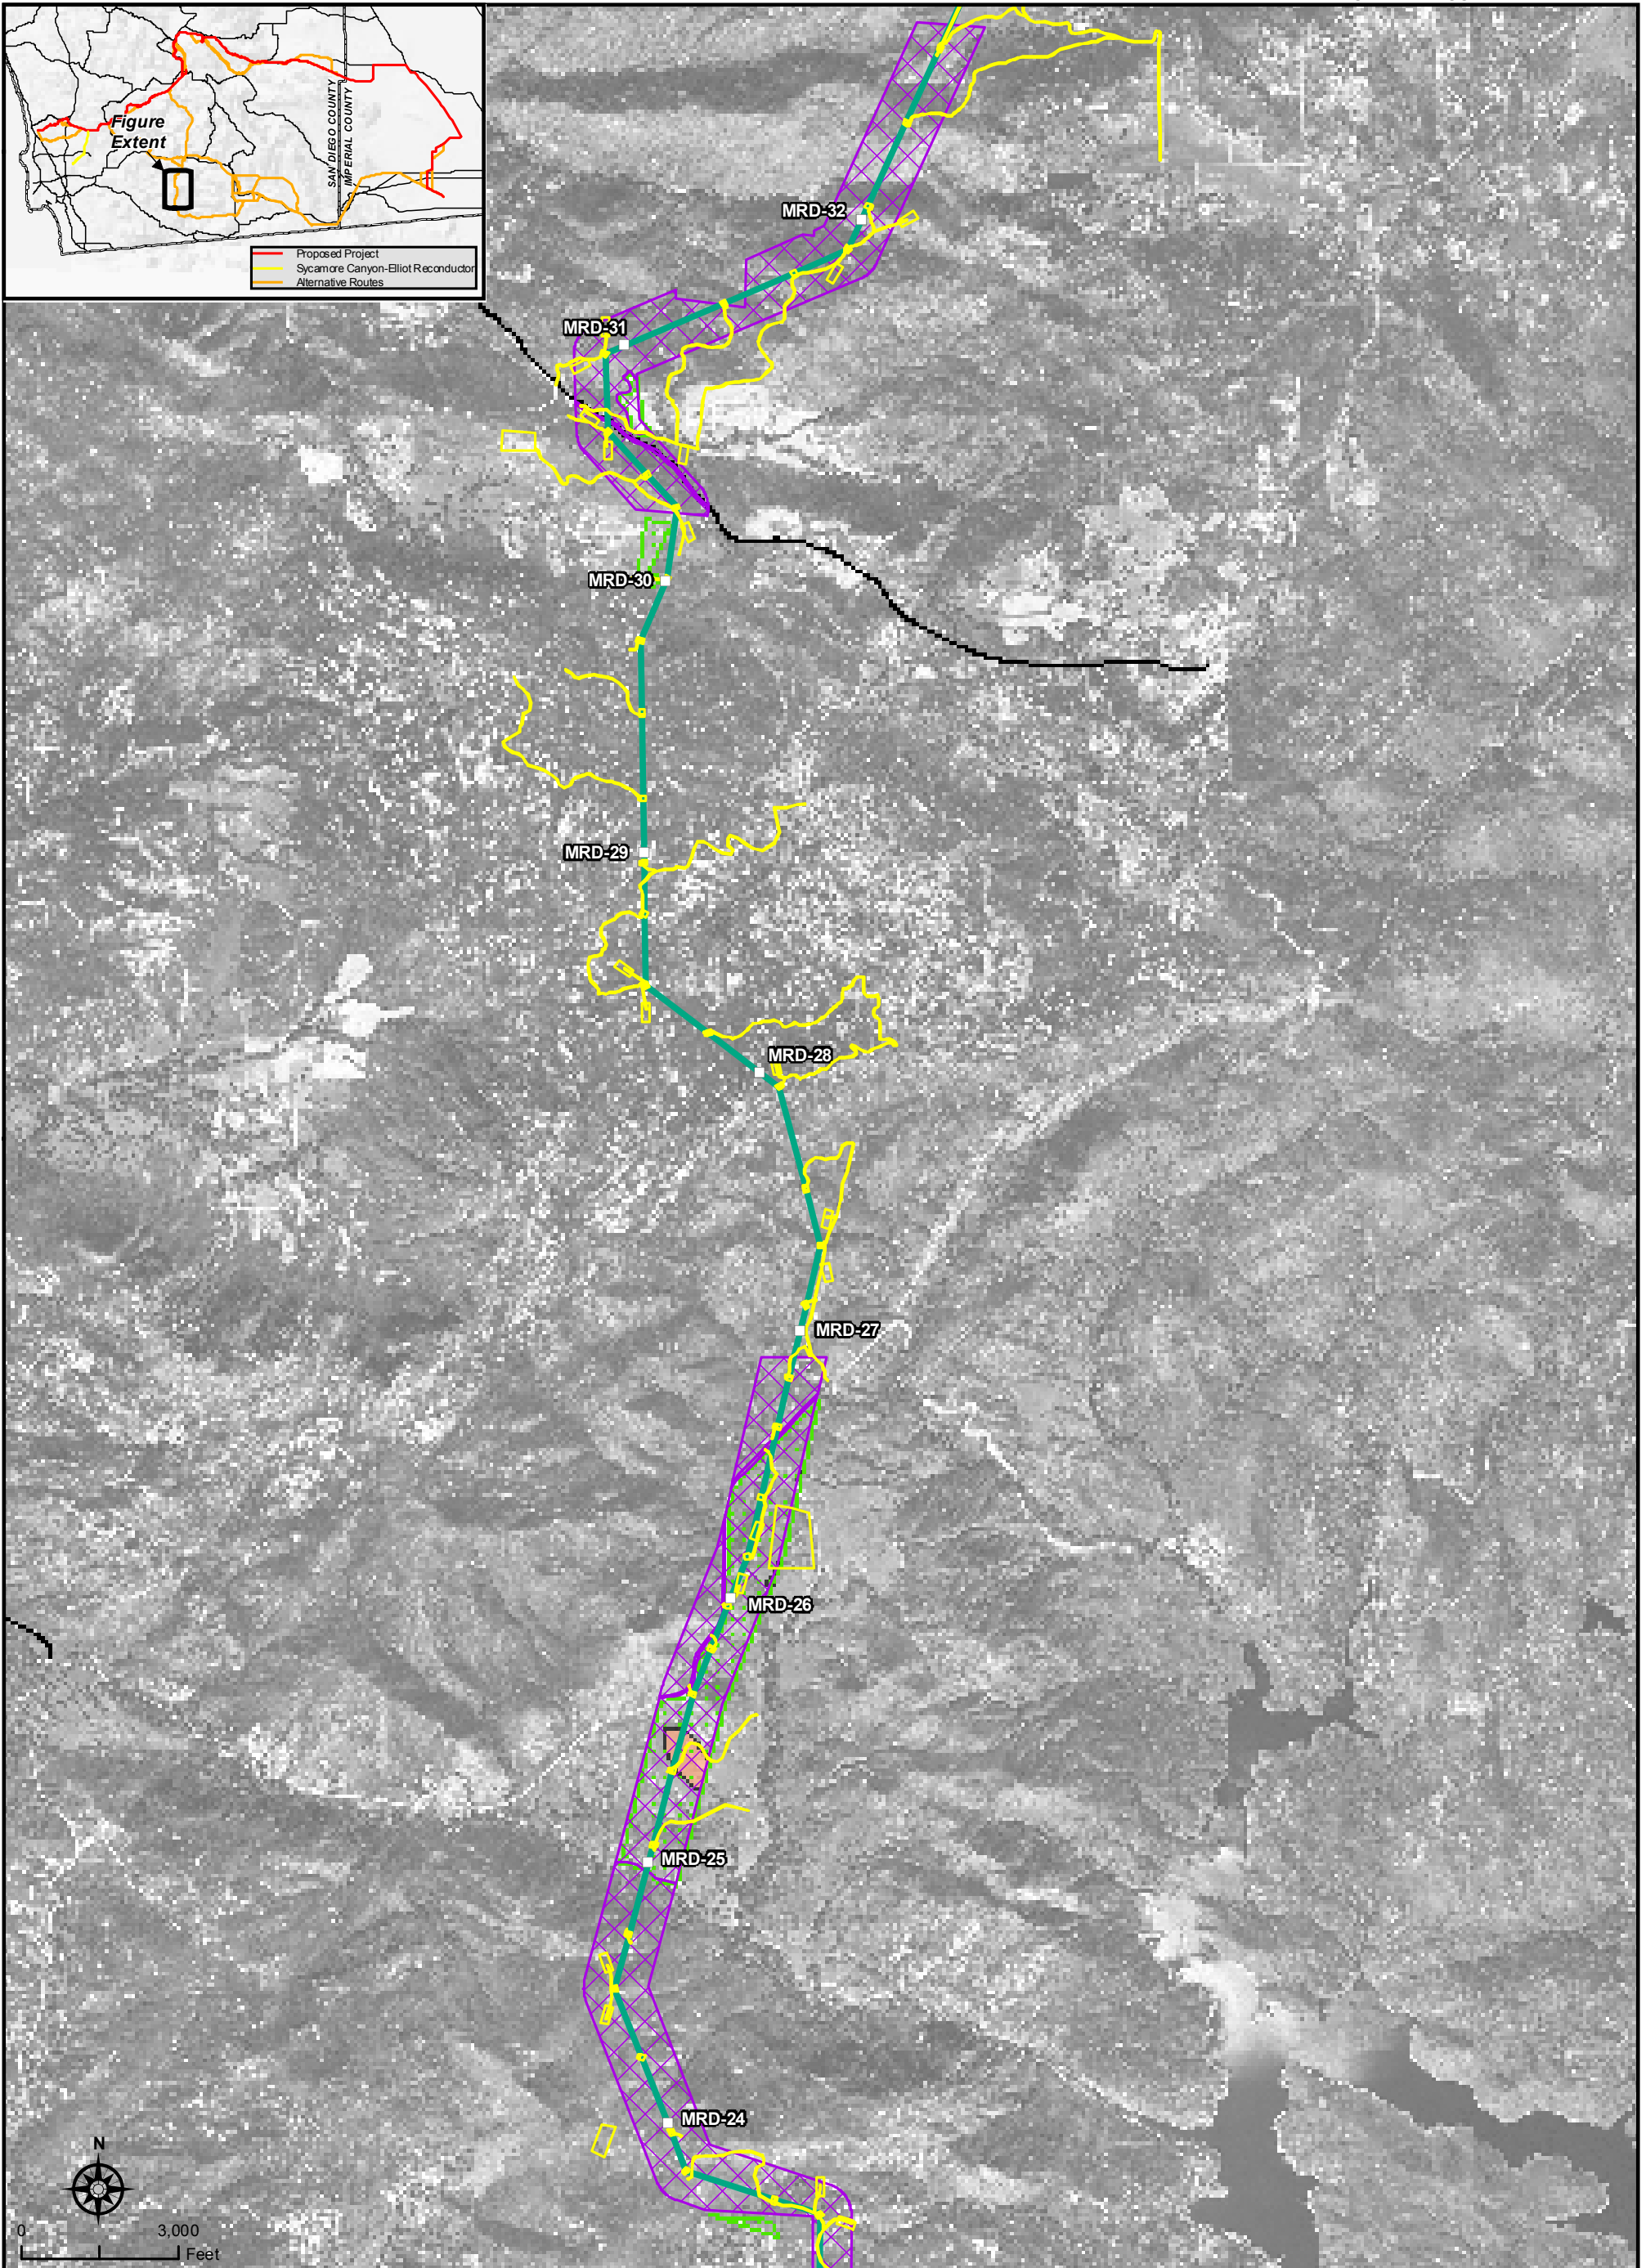 Figure
Extent
SAN DIEGO COUNTY
IMPERIAL COUNTY
Proposed Project
Sycamore Canyon-Elliot Reconductor
Alternative Routes
MRD-32
MRD-31
MRD-30
MRD-29
MRD-28
MRD-27
MRD-26
MRD-25
MRD-24
N
0 3,000
Feet